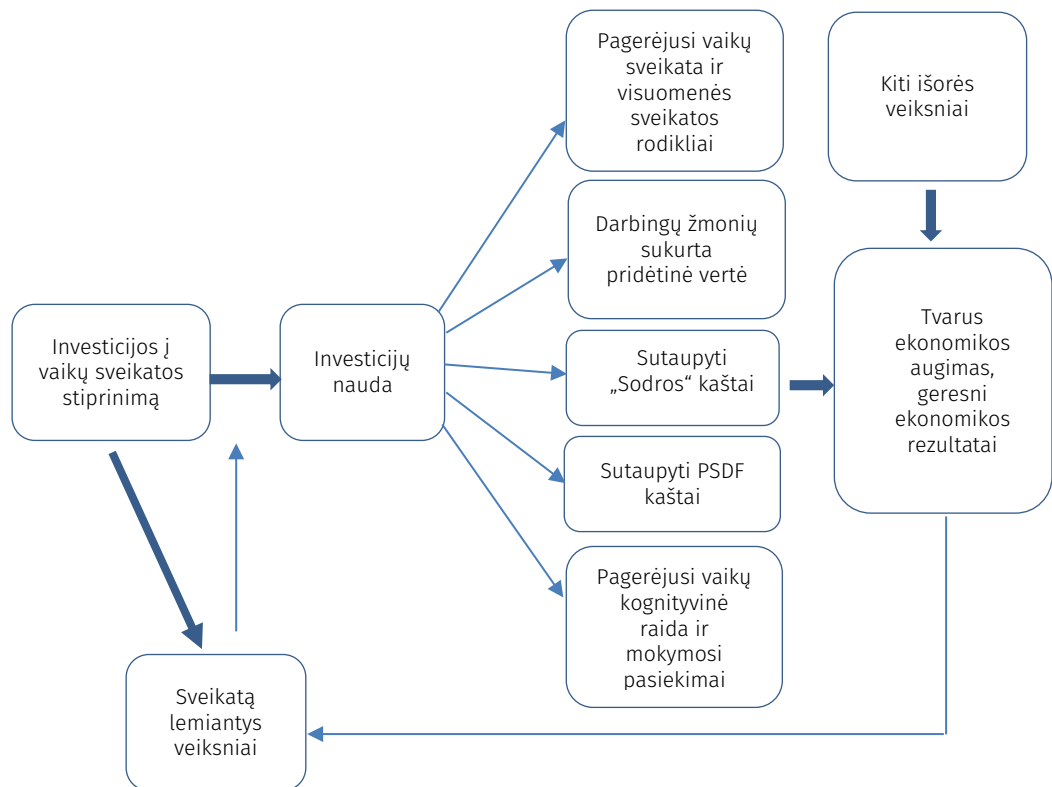 Pagerėjusi vaikų
sveikata ir
visuomenės
sveikatos
rodikliai
Kiti išorės
veiksniai
Darbingų žmonių
sukurta
pridėtinė vertė
Investicijos į
vaikų sveikatos
stiprinimą
Investicijų
nauda
Sutaupyti
„Sodros“ kaštai
Tvarus
ekonomikos
augimas,
geresni
ekonomikos
rezultatai
Sutaupyti PSDF
kaštai
Pagerėjusi vaikų
kognityvinė
raida ir
mokymosi
pasiekimai
Sveikatą
lemiantys
veiksniai